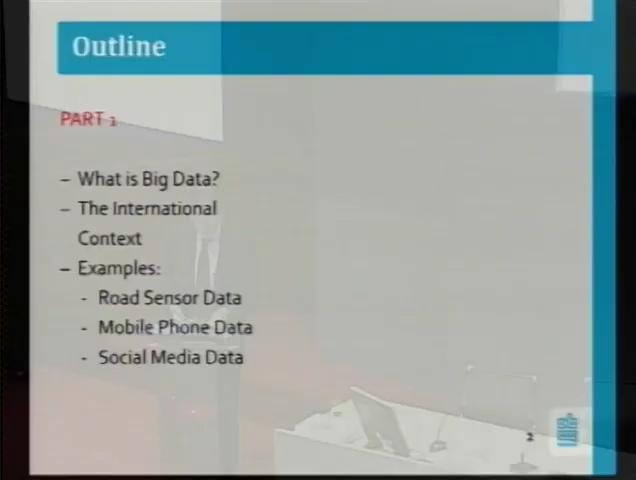 Outline
PART 1
– What is Big Data?
– The International
Context
– Examples:
- Road Sensor Data
- Mobile Phone Data
- Social Media Data
2